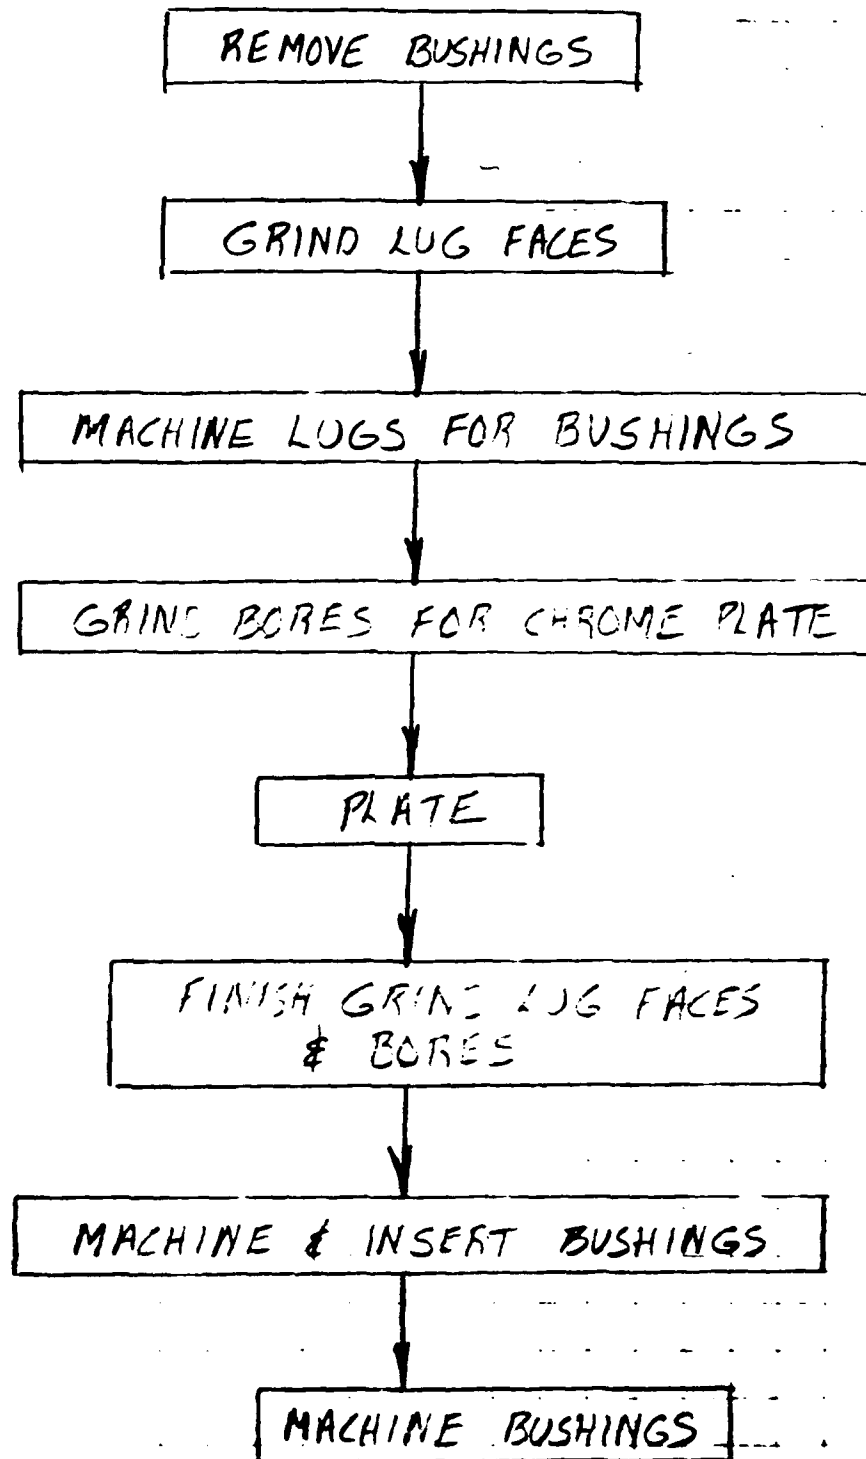 REMOVE BUSHINGS
GRIND LUG FACES
MACHINE LUGS FOR BUSHINGS
GRIND BORES FOR CHROME PLATE
PLATE
FINISH GRIND LUG FACES
& BORES
MACHINE & INSERT BUSHINGS
MACHINE BUSHINGS